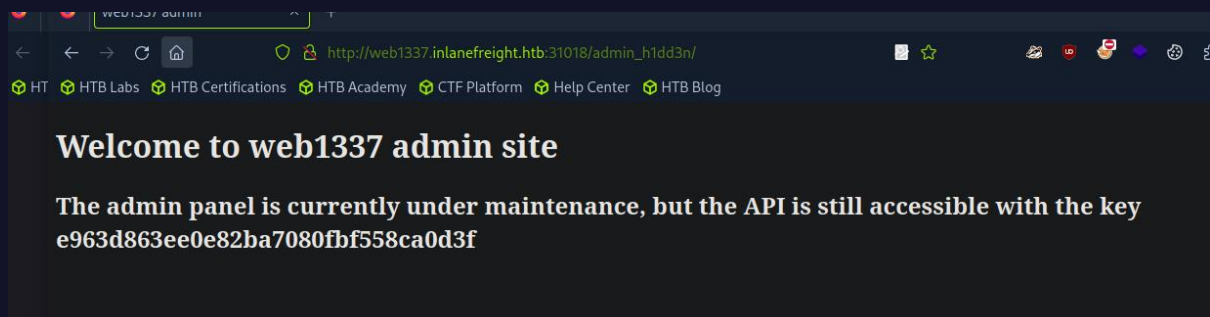 web1337 admin
http://web1337.inlanefreight.htb:31018/admin_h1dd3n/
HT HTB Labs HTB Certifications HTB Academy CTF Platform Help Center HTB Blog
Welcome to web1337 admin site
The admin panel is currently under maintenance, but the API is still accessible with the key
e963d863ee0e82ba7080fbf558ca0d3f